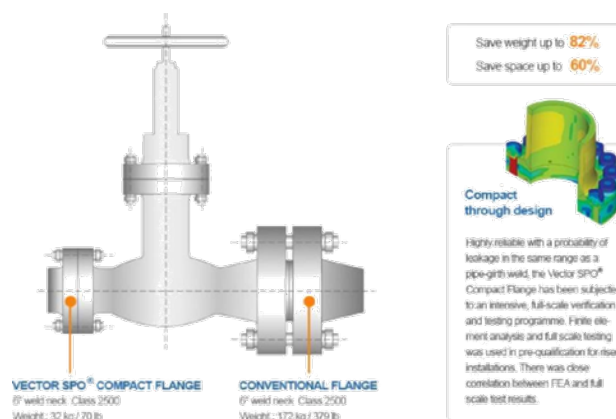 Save weight up to 82%
Save space up to 60%
Compact
through design
Highly reliable with a probability of
leakage in the same range as a
pipe-girth weld, the Vector SPO®
Compact Flange has been subjecte
to an intensive, full-scale verification
and testing programme. Finite ele-
ment analysis and full scale testing
was used in pre-qualification for rise
installations. There was close
correlation between FEA and full
scale test results.
VECTOR SPO® COMPACT FLANGE
6" weld neck Class 2500
Weight: 32 kg / 70 lb
CONVENTIONAL FLANGE
6" weld neck Class 2500
Weight: 172 kg / 379 lb